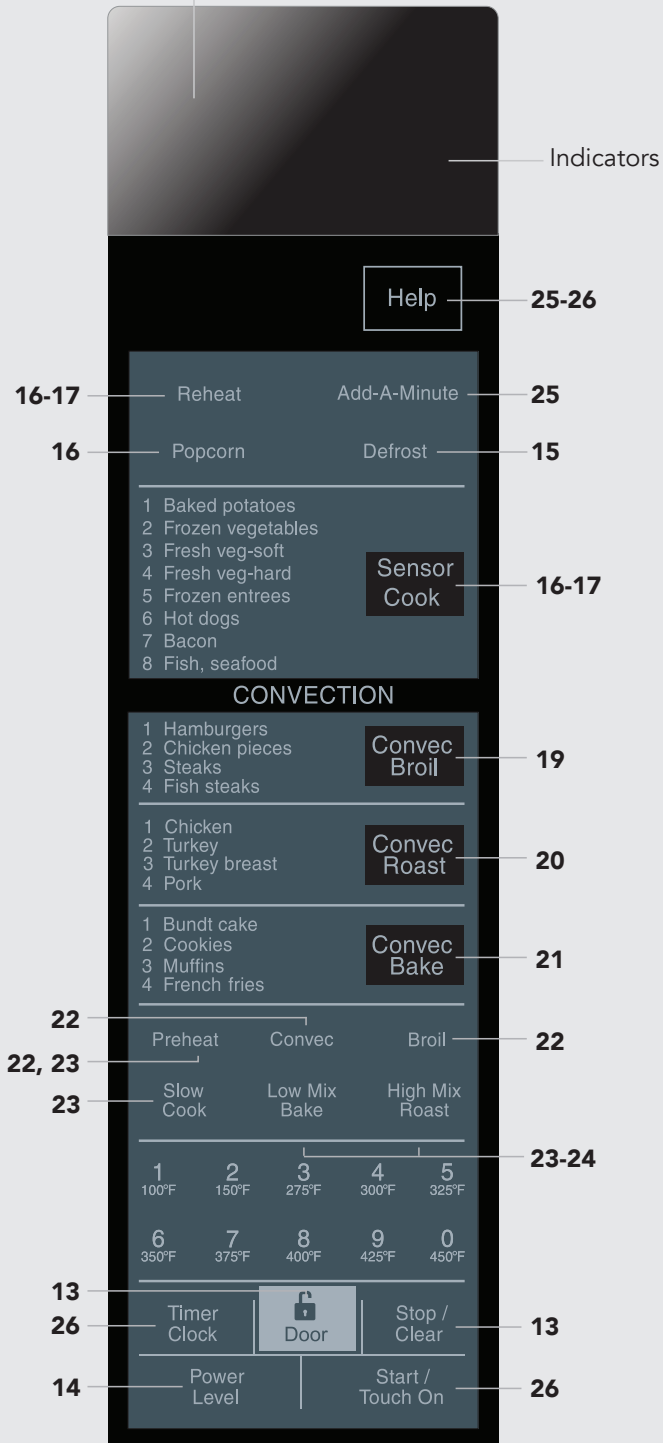 Indicators
Help
25-26
16-17
Reheat
Add-A-Minute
25
16
Popcorn
Defrost
15
1 Baked potatoes
2 Frozen vegetables
3 Fresh veg-soft
4 Fresh veg-hard
5 Frozen entrees
6 Hot dogs
7 Bacon
8 Fish, seafood
Sensor
Cook
16-17
CONVECTION
1 Hamburgers
2 Chicken pieces
3 Steaks
4 Fish steaks
Convec
Broil
19
1 Chicken
2 Turkey
3 Turkey breast
4 Pork
Convec
Roast
20
1 Bundt cake
2 Cookies
3 Muffins
4 French fries
Convec
Bake
21
22
Preheat
Convec
Broil
22
22, 23
23
Slow
Cook
Low Mix
Bake
High Mix
Roast
23-24
1 2 3 4 5
100°F 150°F 275°F 300°F 325°F
6 7 8 9 0
350°F 375°F 400°F 425°F 450°F
13
26
Timer
Clock
Door
Stop /
Clear
13
14
Power
Level
Start /
Touch On
26